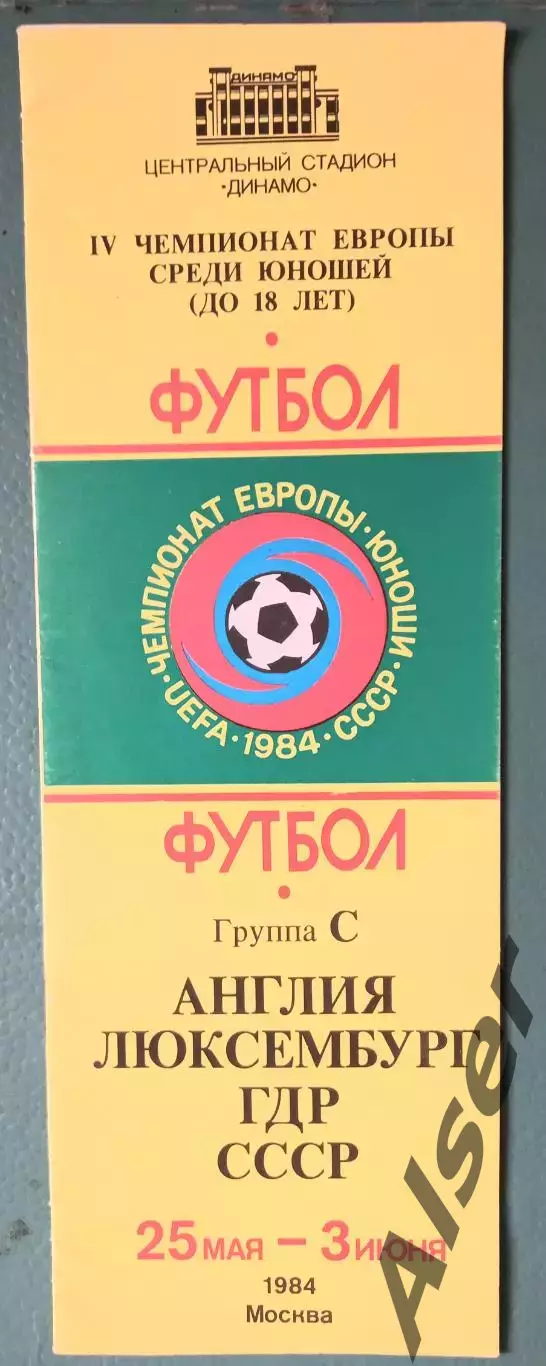 ДИНАМО
ЦЕНТРАЛЬНЫЙ СТАДИОН
·ДИНАМО·
IV ЧЕМПИОНАТ ЕВРОПЫ
СРЕДИ ЮНОШЕЙ
(ДО 18 ЛЕТ)
ФУТБОЛ
ЧЕМПИОНАТ ЕВРОПЫ·ЮНОШИ·
UEFA·1984·СССР·
ФУТБОЛ
Группа С
АНГЛИЯ
ЛЮКСЕМБУРГ
ГДР
СССР
25 МАЯ – 3 ИЮНЯ
1984
Москва
Alser